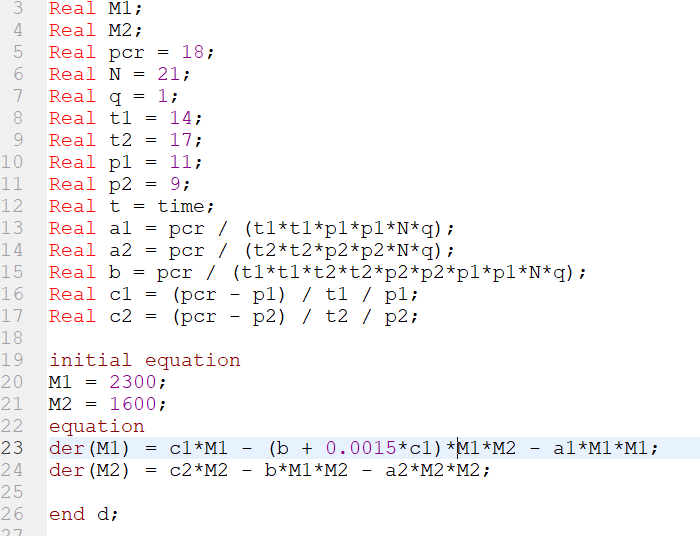 3 Real M1;
4 Real M2;
5 Real pcr = 18;
6 Real N = 21;
7 Real q = 1;
8 Real t1 = 14;
9 Real t2 = 17;
10 Real p1 = 11;
11 Real p2 = 9;
12 Real t = time;
13 Real a1 = pcr / (t1*t1*p1*p1*N*q);
14 Real a2 = pcr / (t2*t2*p2*p2*N*q);
15 Real b = pcr / (t1*t1*t2*t2*p2*p2*p1*p1*N*q);
16 Real c1 = (pcr - p1) / t1 / p1;
17 Real c2 = (pcr - p2) / t2 / p2;
18
19 initial equation
20 M1 = 2300;
21 M2 = 1600;
22 equation
23 der(M1) = c1*M1 - (b + 0.0015*c1)*M1*M2 - a1*M1*M1;
24 der(M2) = c2*M2 - b*M1*M2 - a2*M2*M2;
25
26 end d;
27